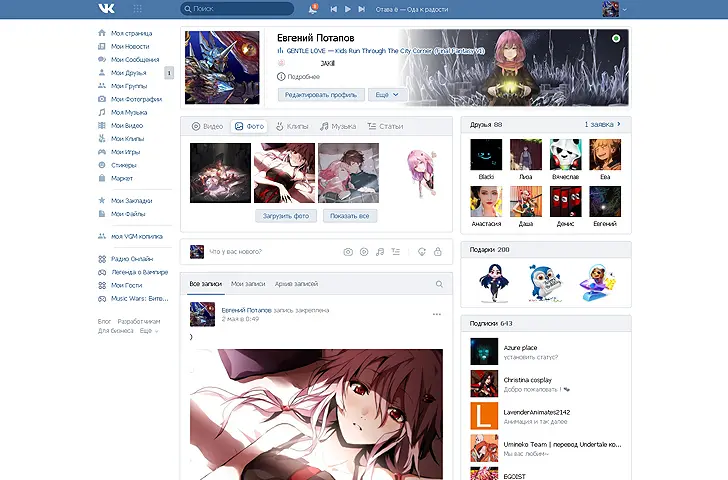 Поиск
Отава ё — Ода к радости
Моя страница
Мои Новости
Мои Сообщения
Мои Друзья
1
Мои Группы
Мои Фотографии
Моя Музыка
Мои Видео
Мои Клипы
Мои Игры
Стикеры
Маркет
Мои Закладки
Мои Файлы
моя VGM копилка
Радио Онлайн
Легенда о Вампире
Мои Гости
Music Wars: Битв...
Блог Разработчикам
Для бизнеса Ещё
Евгений Потапов
GENTLE LOVE — Kids Run Through The City Corner (Final Fantasy VI)
Подробнее
Редактировать профиль
Ещё
Видео
Фото
Клипы
Музыка
Статьи
Загрузить фото
Показать все
Что у вас нового?
Все записи
Мои записи
Архив записей
Евгений Потапов запись закреплена
2 мая в 0:49
)
Друзья 88
1 заявка
Blacki
Лиза
Вячеслав
Ева
Анастасия
Даша
Денис
Евгений
Подарки 200
Подписки 643
Azure place
установить статус?
Christina cosplay
Добро пожаловать !
LavenderAnimates2142
Анимация и так далее
Umineko Team | перевод Undertale ко...
Мы вас любим~
EGOIST